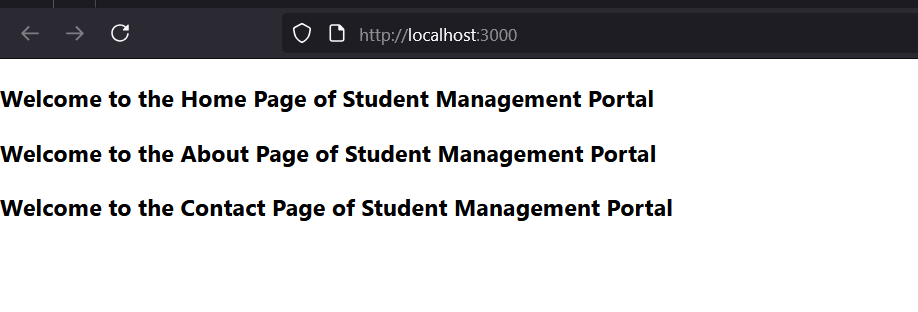 http://localhost:3000
Welcome to the Home Page of Student Management Portal
Welcome to the About Page of Student Management Portal
Welcome to the Contact Page of Student Management Portal